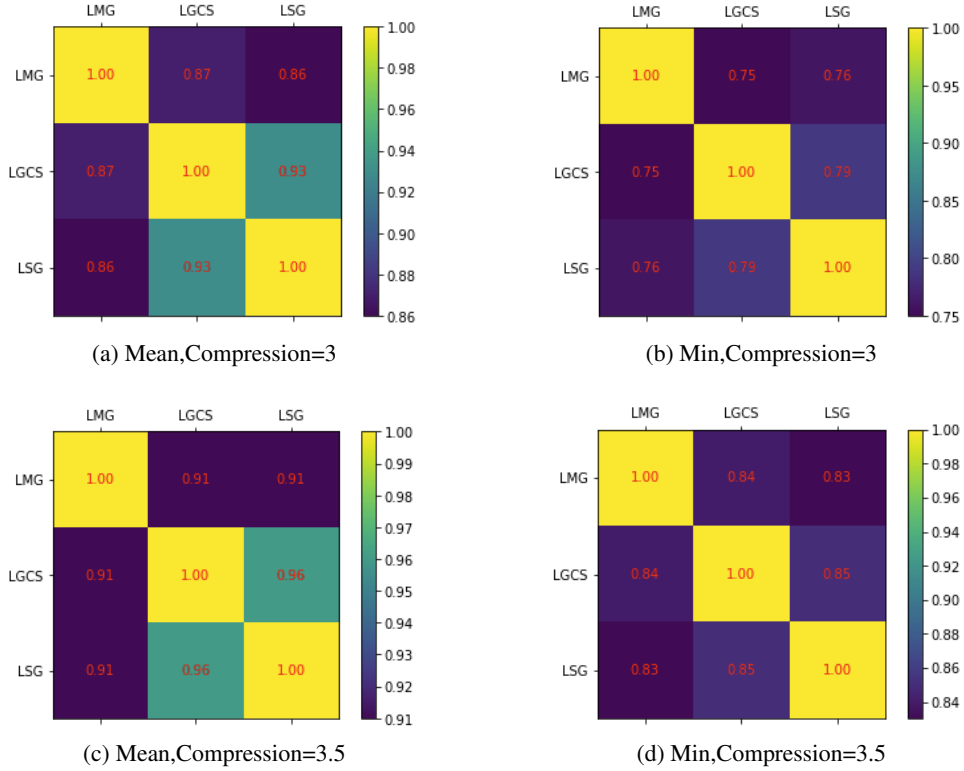 LMG LGCS LSG
LMG 1.00 0.87 0.86
LGCS 0.87 1.00 0.93
LSG 0.86 0.93 1.00
1.00
0.98
0.96
0.94
0.92
0.90
0.88
0.86
(a) Mean,Compression=3
LMG LGCS LSG
LMG 1.00 0.75 0.76
LGCS 0.75 1.00 0.79
LSG 0.76 0.79 1.00
1.00
0.95
0.90
0.85
0.80
0.75
(b) Min,Compression=3
LMG LGCS LSG
LMG 1.00 0.91 0.91
LGCS 0.91 1.00 0.96
LSG 0.91 0.96 1.00
1.00
0.99
0.98
0.97
0.96
0.95
0.94
0.93
0.92
0.91
(c) Mean,Compression=3.5
LMG LGCS LSG
LMG 1.00 0.84 0.83
LGCS 0.84 1.00 0.85
LSG 0.83 0.85 1.00
1.00
0.98
0.96
0.94
0.92
0.90
0.88
0.86
0.84
(d) Min,Compression=3.5